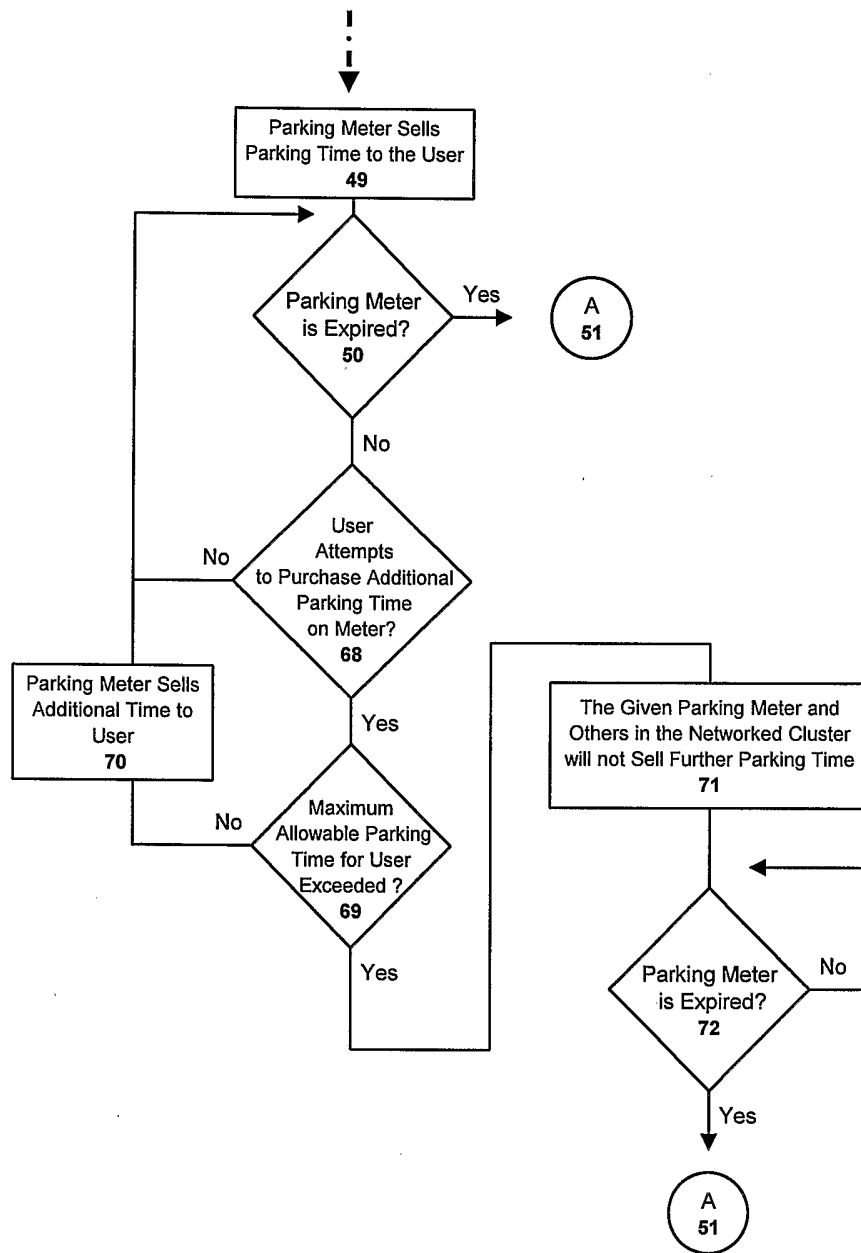 Parking Meter Sells
Parking Time to the User
49
Parking Meter
is Expired?
50
Yes
A
51
No
User
Attempts
to Purchase Additional
Parking Time
on Meter?
68
No
Parking Meter Sells
Additional Time to
User
70
Yes
Maximum
Allowable Parking
Time for User
Exceeded ?
69
No
Yes
The Given Parking Meter and
Others in the Networked Cluster
will not Sell Further Parking Time
71
Parking Meter
is Expired?
72
No
Yes
A
51